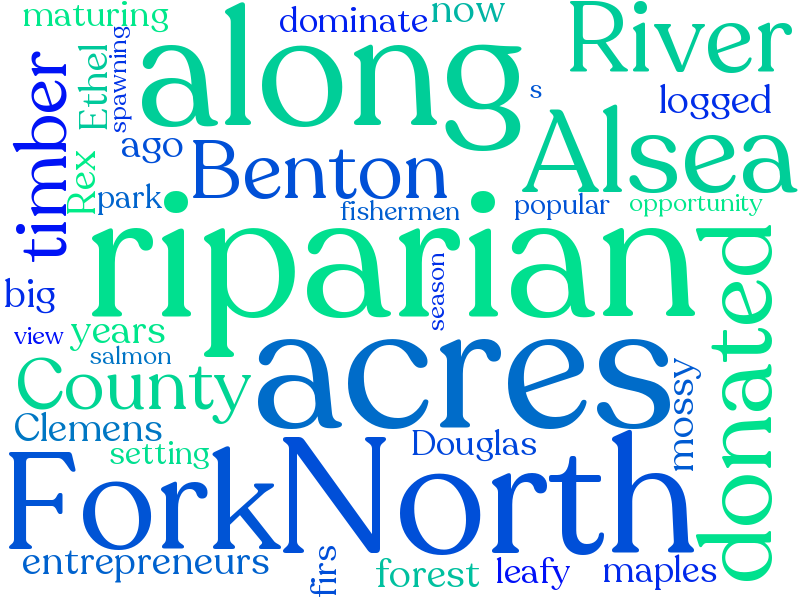 maturing
dominate
now
River
along
Ethel
spawning
s
logged
timber
ago
Benton
Alsea
Rex
park
fishermen
popular
opportunity
riparian
donated
big
season
view
years
salmon
acres
County
mossy
Clemens
setting
Douglas
Fork
North
entrepreneurs
firs
forest
leafy
maples